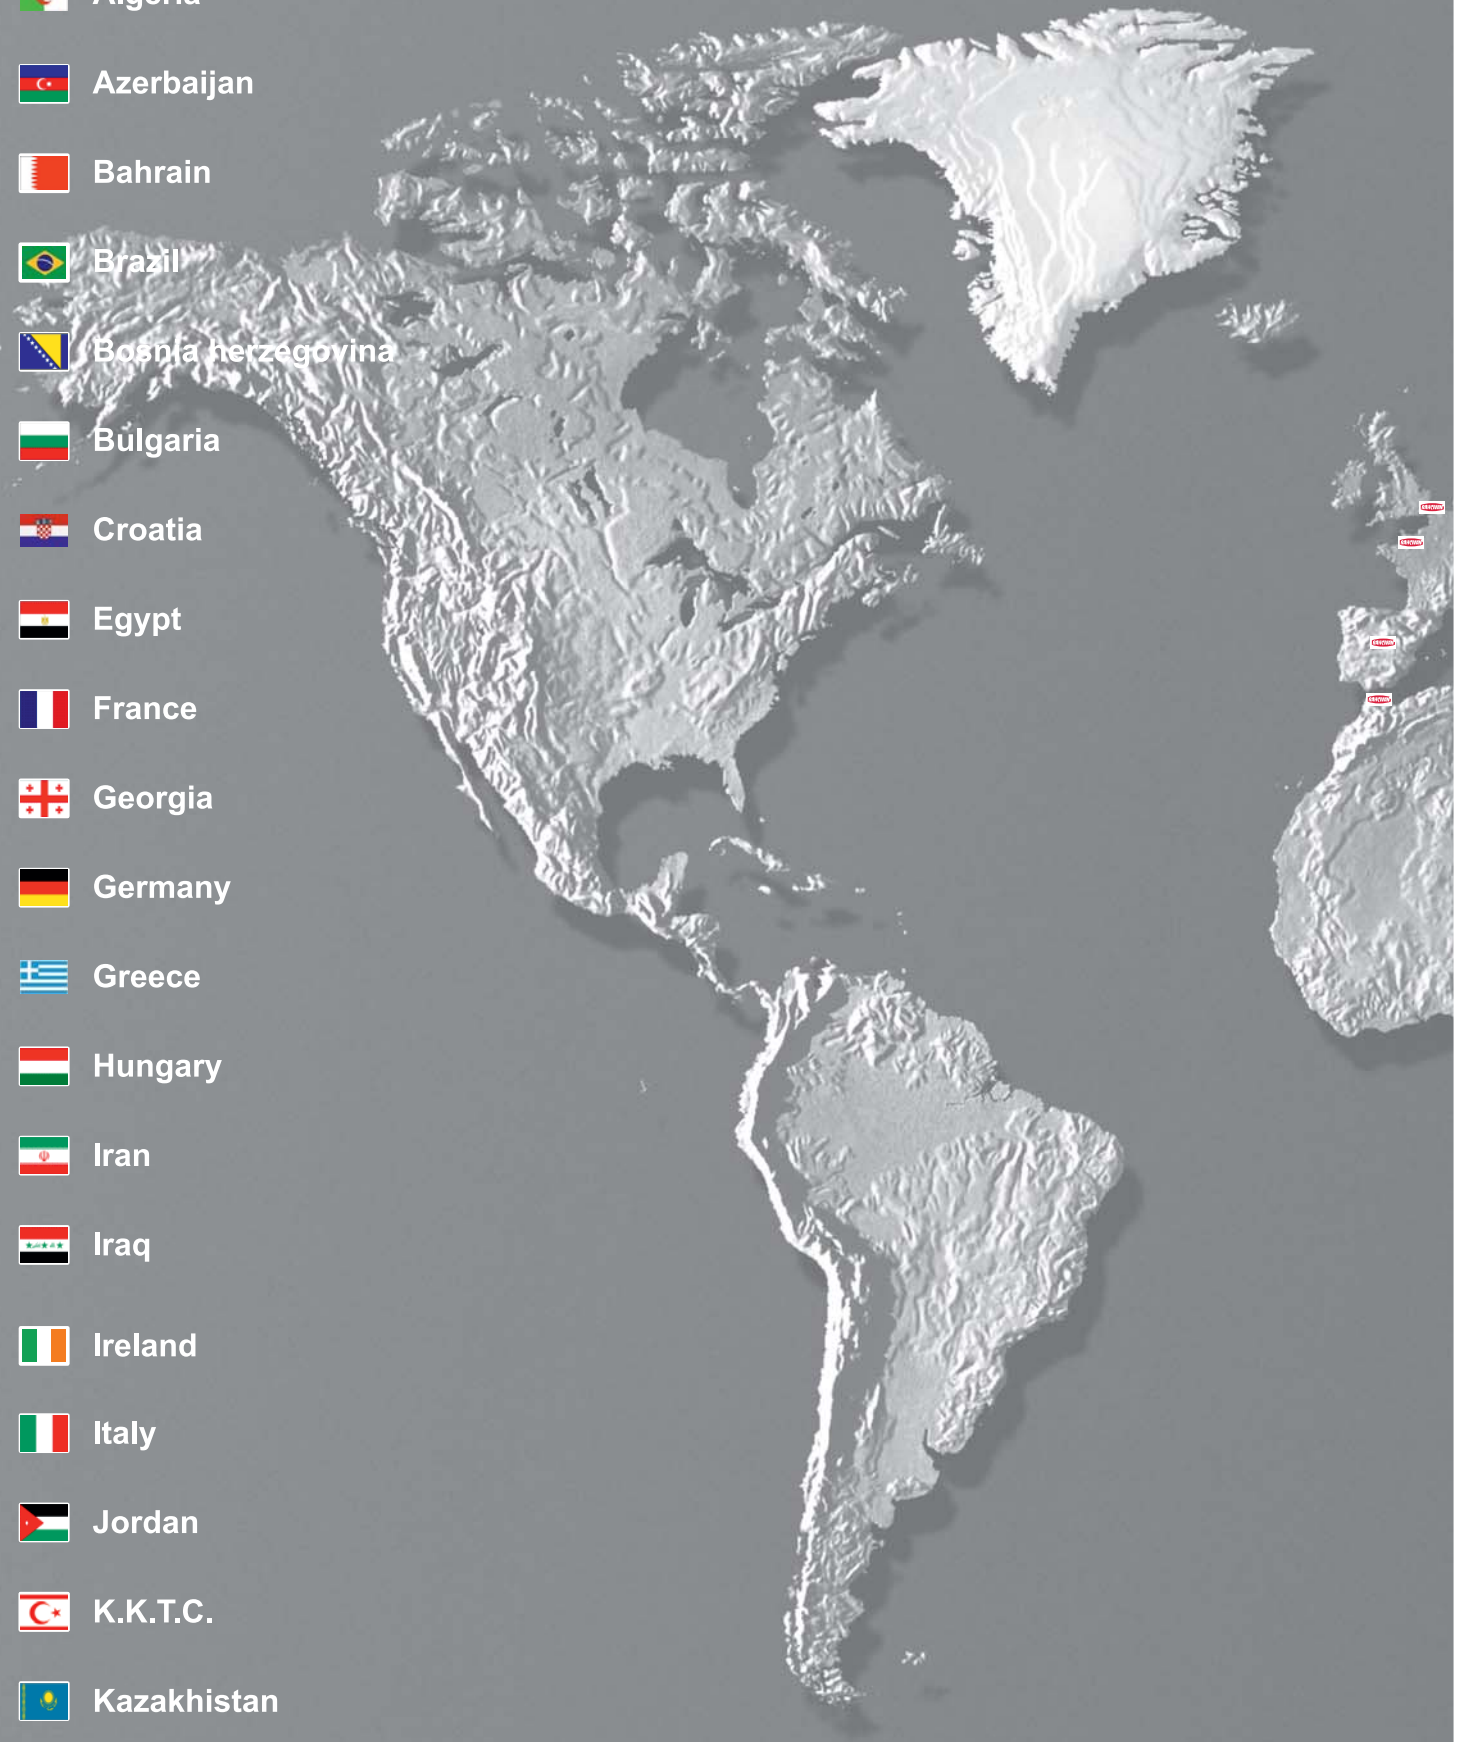 Algeria
Azerbaijan
Bahrain
Brazil
Bosnia herzegovina
Bulgaria
Croatia
Egypt
France
Georgia
Germany
Greece
Hungary
Iran
Iraq
Ireland
Italy
Jordan
K.K.T.C.
Kazakhistan